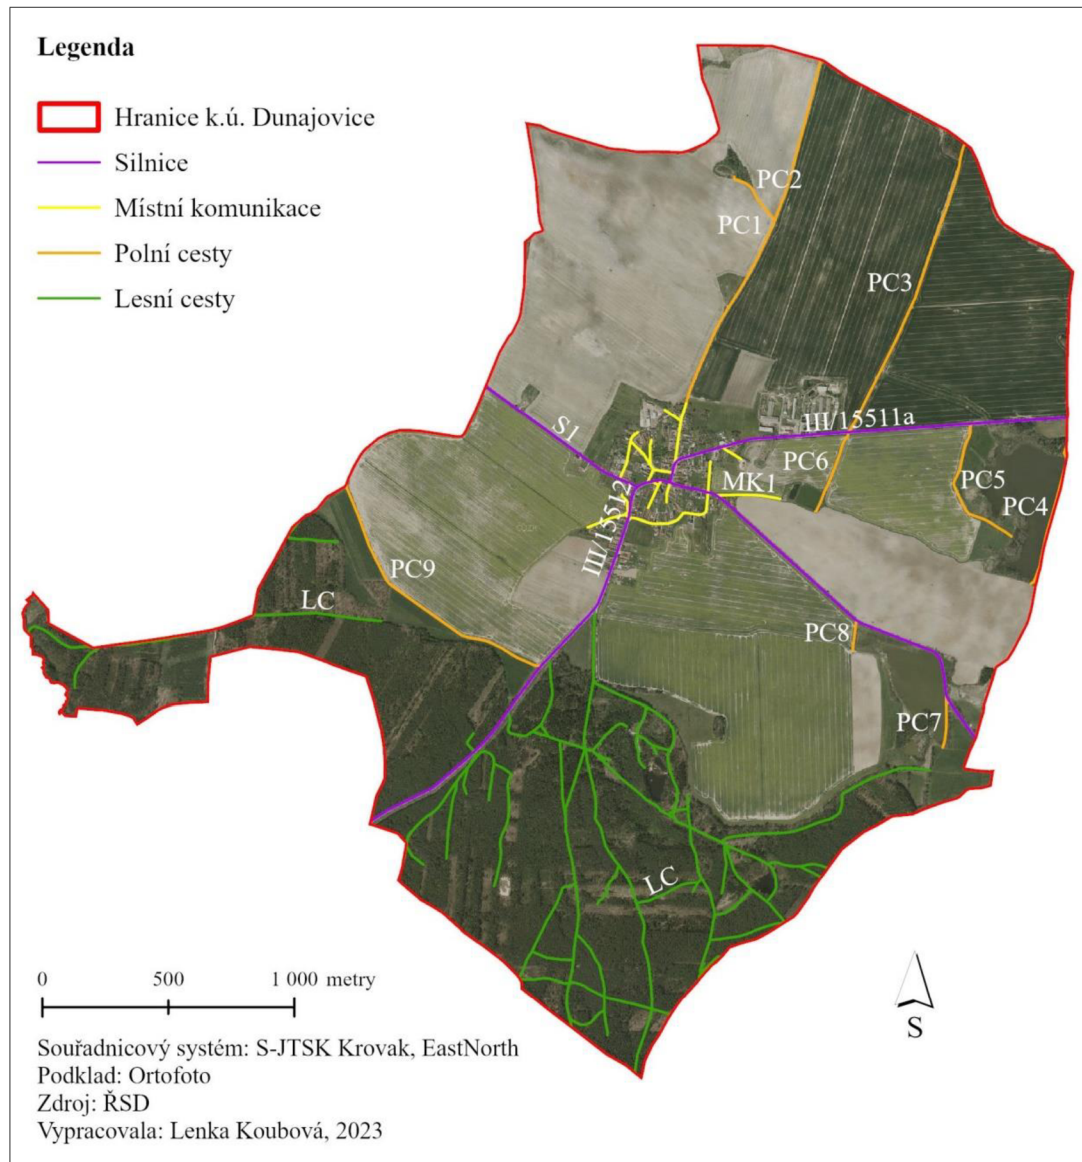 Legenda
Hranice k.ú. Dunajovice
Silnice
Místní komunikace
Polní cesty
Lesní cesty
PC2
PC1
PC3
III/15511a
S1
PC6
MK1
PC5
PC4
III/15512
PC9
LC
PC8
PC7
LC
0 500 1 000 metry
S
Souřadnicový systém: S-JTSK Krovak, EastNorth
Podklad: Ortofoto
Zdroj: ŘSD
Vypracovala: Lenka Koubová, 2023